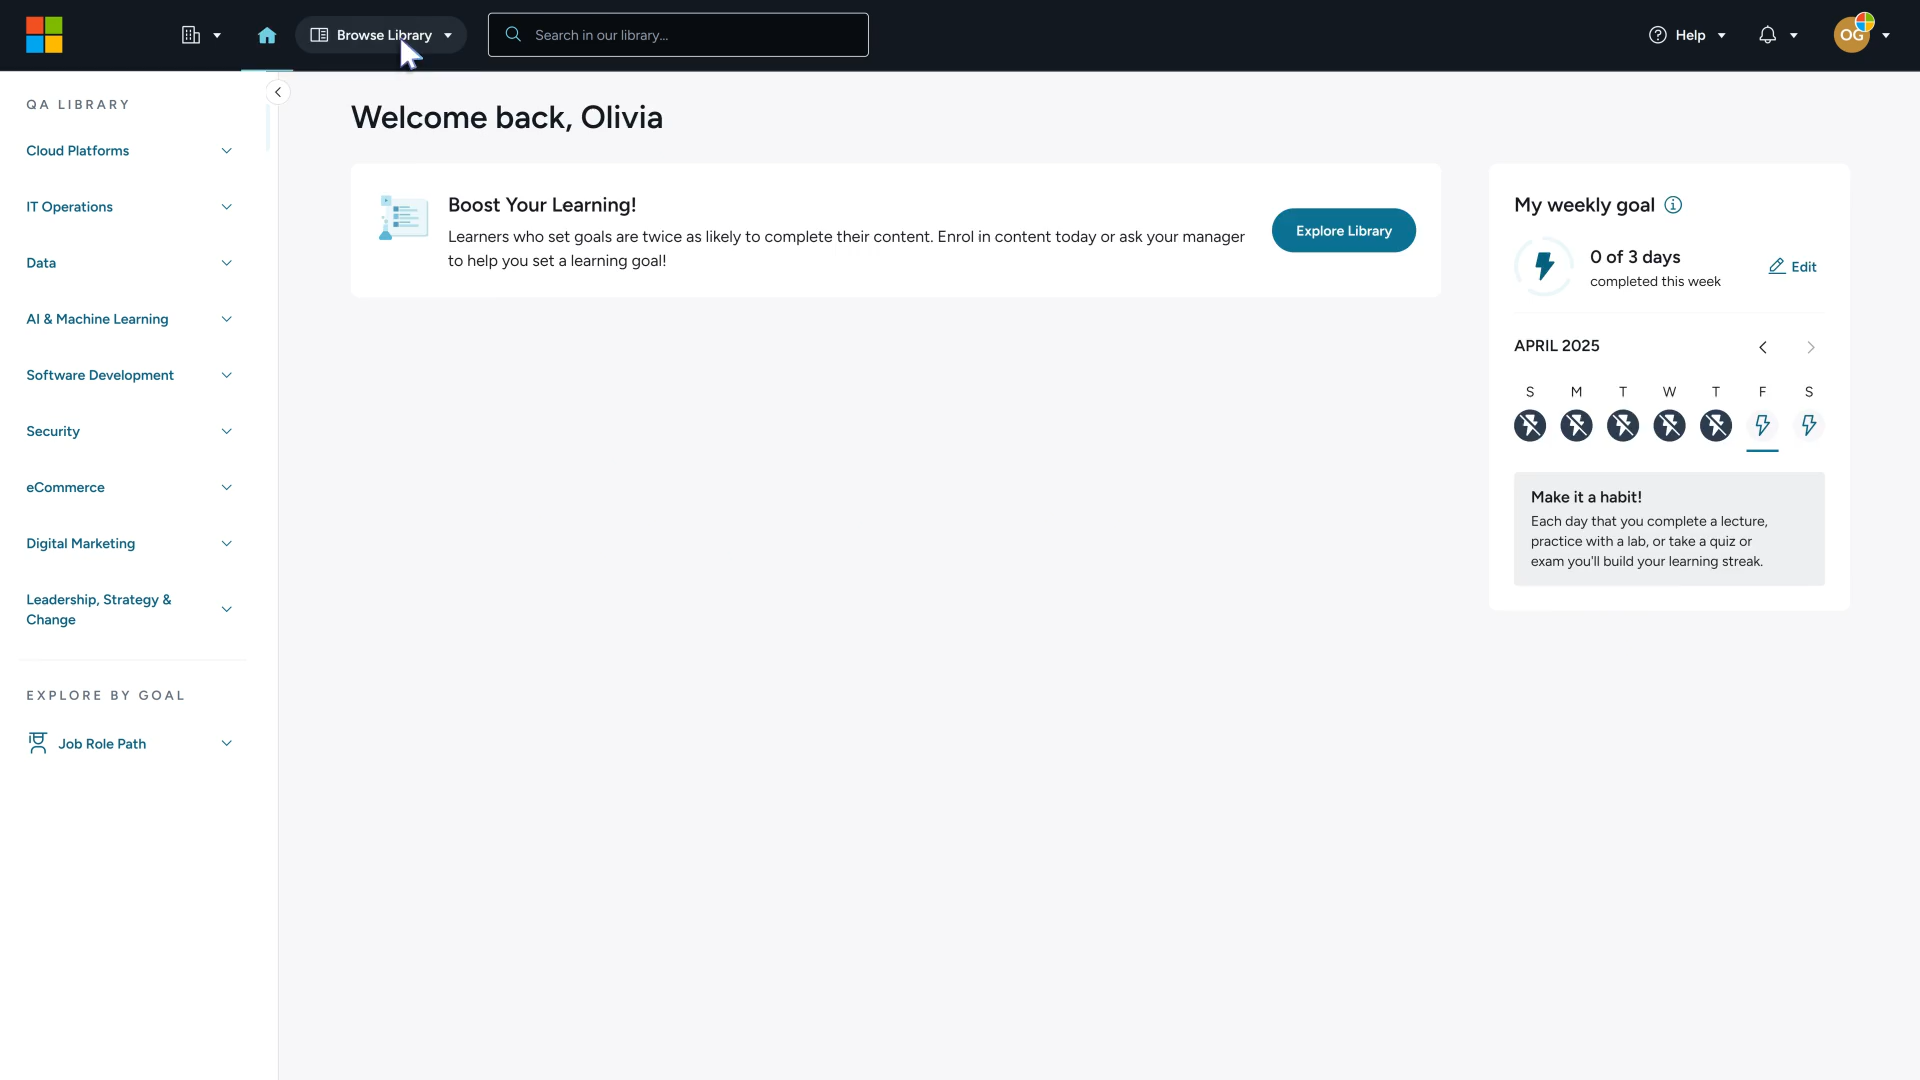 Browse Library
Search in our library...
Help
OG
QA LIBRARY
Cloud Platforms
IT Operations
Data
AI & Machine Learning
Software Development
Security
eCommerce
Digital Marketing
Leadership, Strategy &
Change
EXPLORE BY GOAL
Job Role Path
Welcome back, Olivia
Boost Your Learning!
Learners who set goals are twice as likely to complete their content. Enrol in content today or ask your manager
to help you set a learning goal!
Explore Library
My weekly goal
0 of 3 days
completed this week
Edit
APRIL 2025
S M T W T F S
Make it a habit!
Each day that you complete a lecture,
practice with a lab, or take a quiz or
exam you'll build your learning streak.